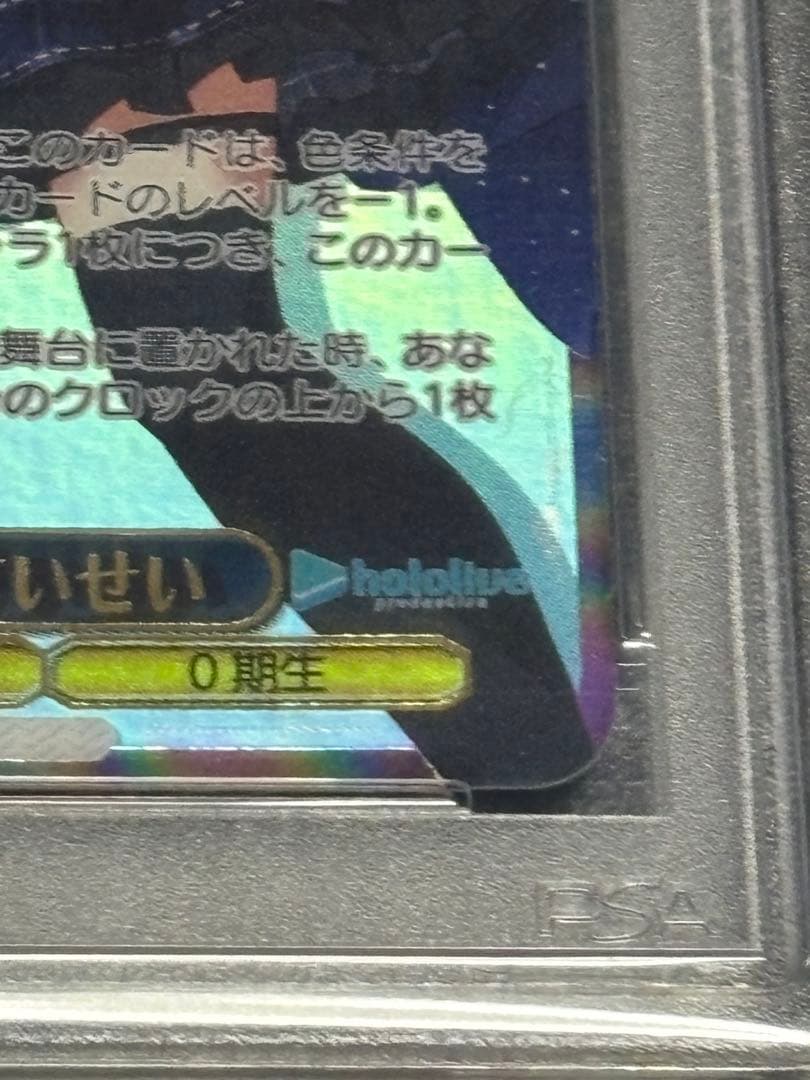 このカードは、色条件を
カードのレベルを－1。
ラ1枚につき、このカー
舞台に置かれた時、あな
のクロックの上から1枚
いせい
hololive
production
0期生
PSA